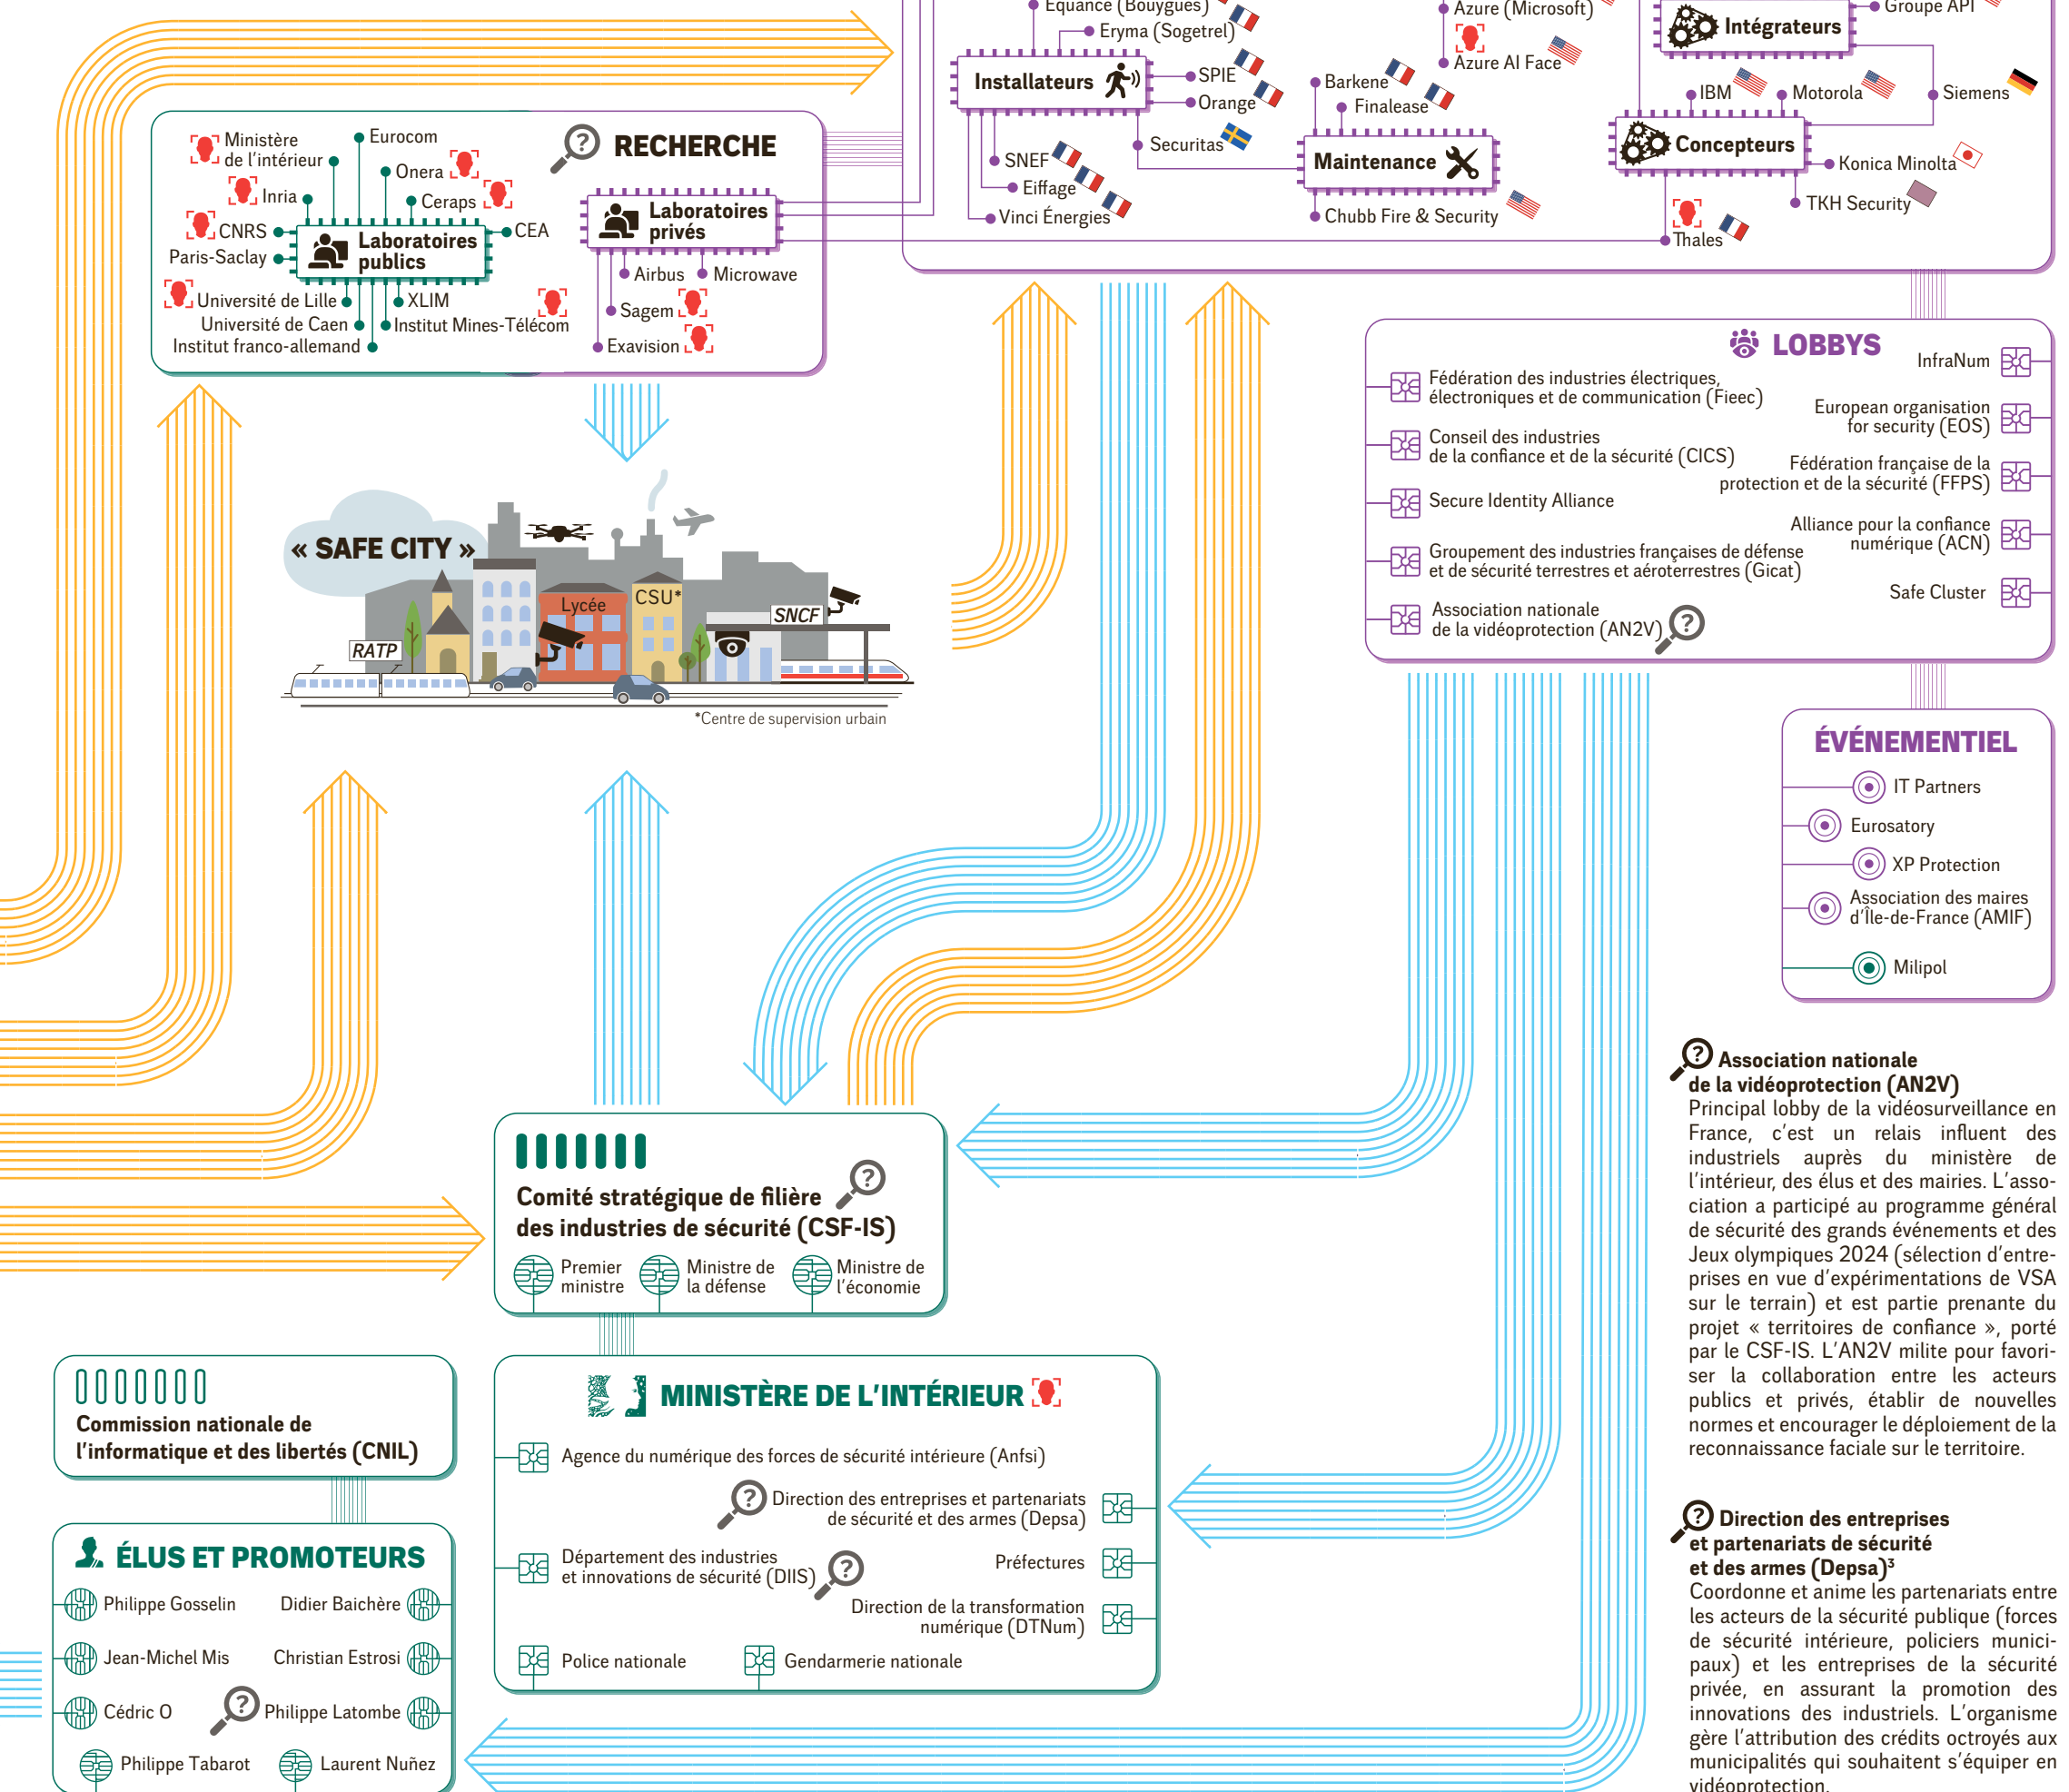 Equance (Bouygues)
Eryma (Sogetrel)
Installateurs
SPIE
Orange
Securitas
SNEF
Eiffage
Vinci Énergies
Azure (Microsoft)
Azure AI Face
Barkene
Finalease
Maintenance
Chubb Fire & Security
Groupe API
Intégrateurs
IBM
Motorola
Siemens
Concepteurs
Konica Minolta
TKH Security
Thales
RECHERCHE
Ministère
de l'intérieur
Eurocom
Onera
Inria
Ceraps
CNRS
CEA
Paris-Saclay
Laboratoires
publics
Université de Lille
XLIM
Université de Caen
Institut Mines-Télécom
Institut franco-allemand
Laboratoires
privés
Airbus
Microwave
Sagem
Exavision
« SAFE CITY »
Lycée
CSU*
SNCF
RATP
*Centre de supervision urbain
LOBBYS
Fédération des industries électriques,
électroniques et de communication (Fieec)
Conseil des industries
de la confiance et de la sécurité (CICS)
Secure Identity Alliance
Groupement des industries françaises de défense
et de sécurité terrestres et aéroterrestres (Gicat)
Association nationale
de la vidéoprotection (AN2V)
InfraNum
European organisation
for security (EOS)
Fédération française de la
protection et de la sécurité (FFPS)
Alliance pour la confiance
numérique (ACN)
Safe Cluster
ÉVÉNEMENTIEL
IT Partners
Eurosatory
XP Protection
Association des maires
d'Île-de-France (AMIF)
Milipol
Comité stratégique de filière
des industries de sécurité (CSF-IS)
Premier
ministre
Ministre de
la défense
Ministre de
l'économie
Commission nationale de
l'informatique et des libertés (CNIL)
MINISTÈRE DE L'INTÉRIEUR
Agence du numérique des forces de sécurité intérieure (Anfsi)
Direction des entreprises et partenariats
de sécurité et des armes (Depsa)
Département des industries
et innovations de sécurité (DIIS)
Préfectures
Direction de la transformation
numérique (DTNum)
Police nationale
Gendarmerie nationale
ÉLUS ET PROMOTEURS
Philippe Gosselin
Didier Baichère
Jean-Michel Mis
Christian Estrosi
Cédric O
Philippe Latombe
Philippe Tabarot
Laurent Nuñez
Association nationale
de la vidéoprotection (AN2V)
Principal lobby de la vidéosurveillance en
France, c'est un relais influent des
industriels auprès du ministère de
l'intérieur, des élus et des mairies. L'asso-
ciation a participé au programme général
de sécurité des grands événements et des
Jeux olympiques 2024 (sélection d'entre-
prises en vue d'expérimentations de VSA
sur le terrain) et est partie prenante du
projet « territoires de confiance », porté
par le CSF-IS. L'AN2V milite pour favori-
ser la collaboration entre les acteurs
publics et privés, établir de nouvelles
normes et encourager le déploiement de la
reconnaissance faciale sur le territoire.
Direction des entreprises
et partenariats de sécurité
et des armes (Depsa)³
Coordonne et anime les partenariats entre
les acteurs de la sécurité publique (forces
de sécurité intérieure, policiers munici-
paux) et les entreprises de la sécurité
privée, en assurant la promotion des
innovations des industriels. L'organisme
gère l'attribution des crédits octroyés aux
municipalités qui souhaitent s'équiper en
vidéoprotection.